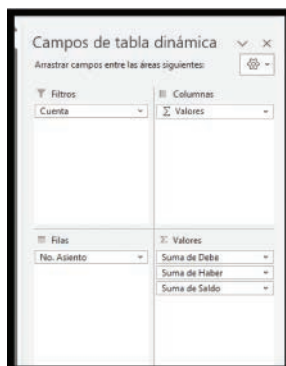 Campos de tabla dinámica
Arrastrar campos entre las áreas siguientes:
Filtros
Columnas
Cuenta
Σ Valores
Filas
Σ Valores
No. Asiento
Suma de Debe
Suma de Haber
Suma de Saldo